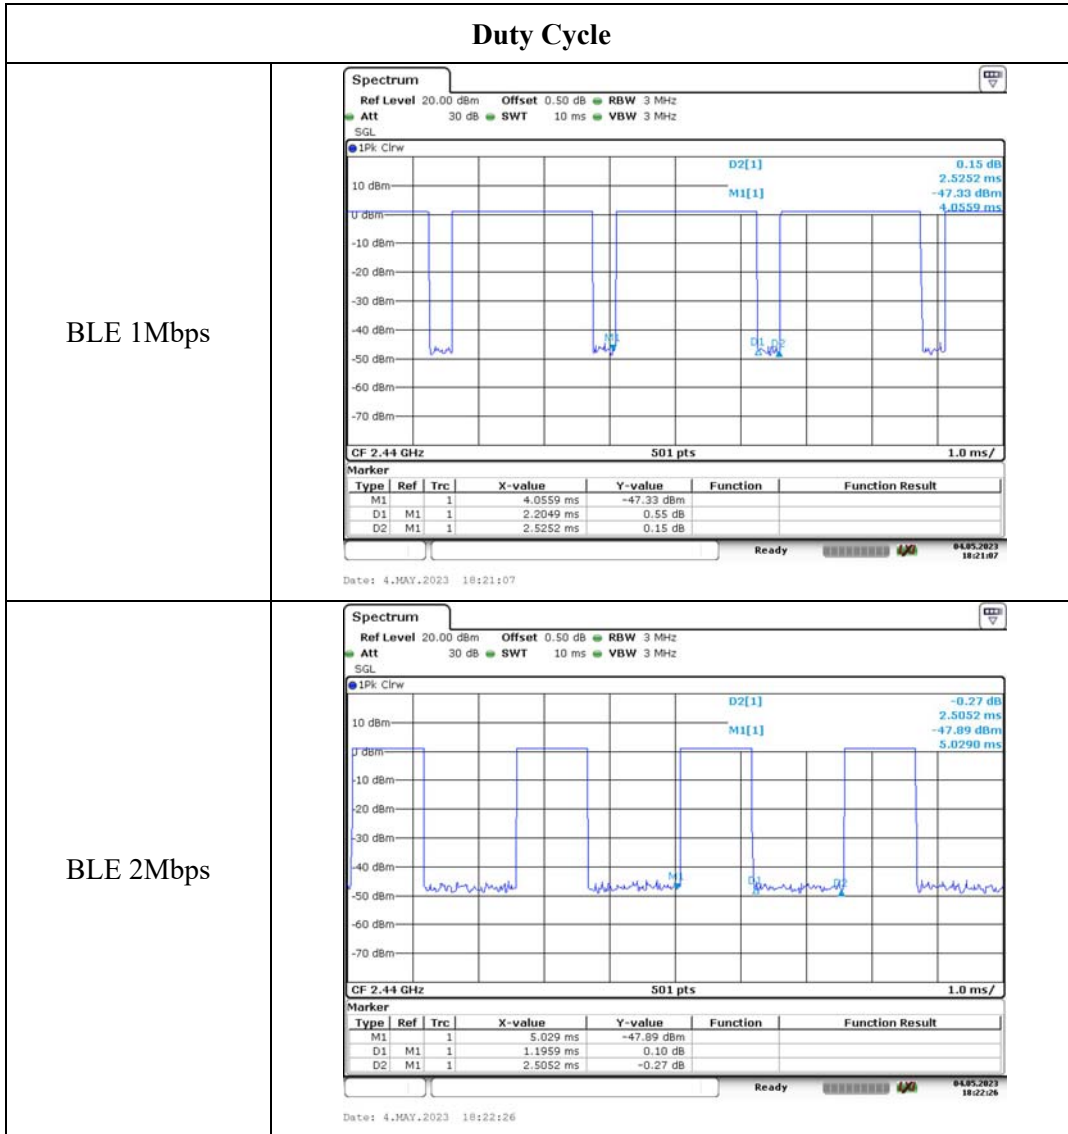 Duty Cycle
BLE 1Mbps
Spectrum
Ref Level 20.00 dBm Offset 0.50 dB RBW 3 MHz
Att 30 dB SWT 10 ms VBW 3 MHz
SGL
1Pk Clrw
D2[1] 0.15 dB
2.5252 ms
M1[1] -47.33 dBm
4.0559 ms
10 dBm
0 dBm
-10 dBm
-20 dBm
-30 dBm
-40 dBm
M1 D1 D2
-50 dBm
-60 dBm
-70 dBm
CF 2.44 GHz 501 pts 1.0 ms/
Marker
Type Ref Trc X-value Y-value Function Function Result
M1 1 4.0559 ms -47.33 dBm
D1 M1 1 2.2049 ms 0.55 dB
D2 M1 1 2.5252 ms 0.15 dB
Ready 04.05.2023
18:21:07
Date: 4.MAY.2023 18:21:07
BLE 2Mbps
Spectrum
Ref Level 20.00 dBm Offset 0.50 dB RBW 3 MHz
Att 30 dB SWT 10 ms VBW 3 MHz
SGL
1Pk Clrw
D2[1] -0.27 dB
2.5052 ms
M1[1] -47.89 dBm
5.0290 ms
10 dBm
0 dBm
-10 dBm
-20 dBm
-30 dBm
-40 dBm
M1 D1 D2
-50 dBm
-60 dBm
-70 dBm
CF 2.44 GHz 501 pts 1.0 ms/
Marker
Type Ref Trc X-value Y-value Function Function Result
M1 1 5.029 ms -47.89 dBm
D1 M1 1 1.1959 ms 0.10 dB
D2 M1 1 2.5052 ms -0.27 dB
Ready 04.05.2023
18:22:26
Date: 4.MAY.2023 18:22:26